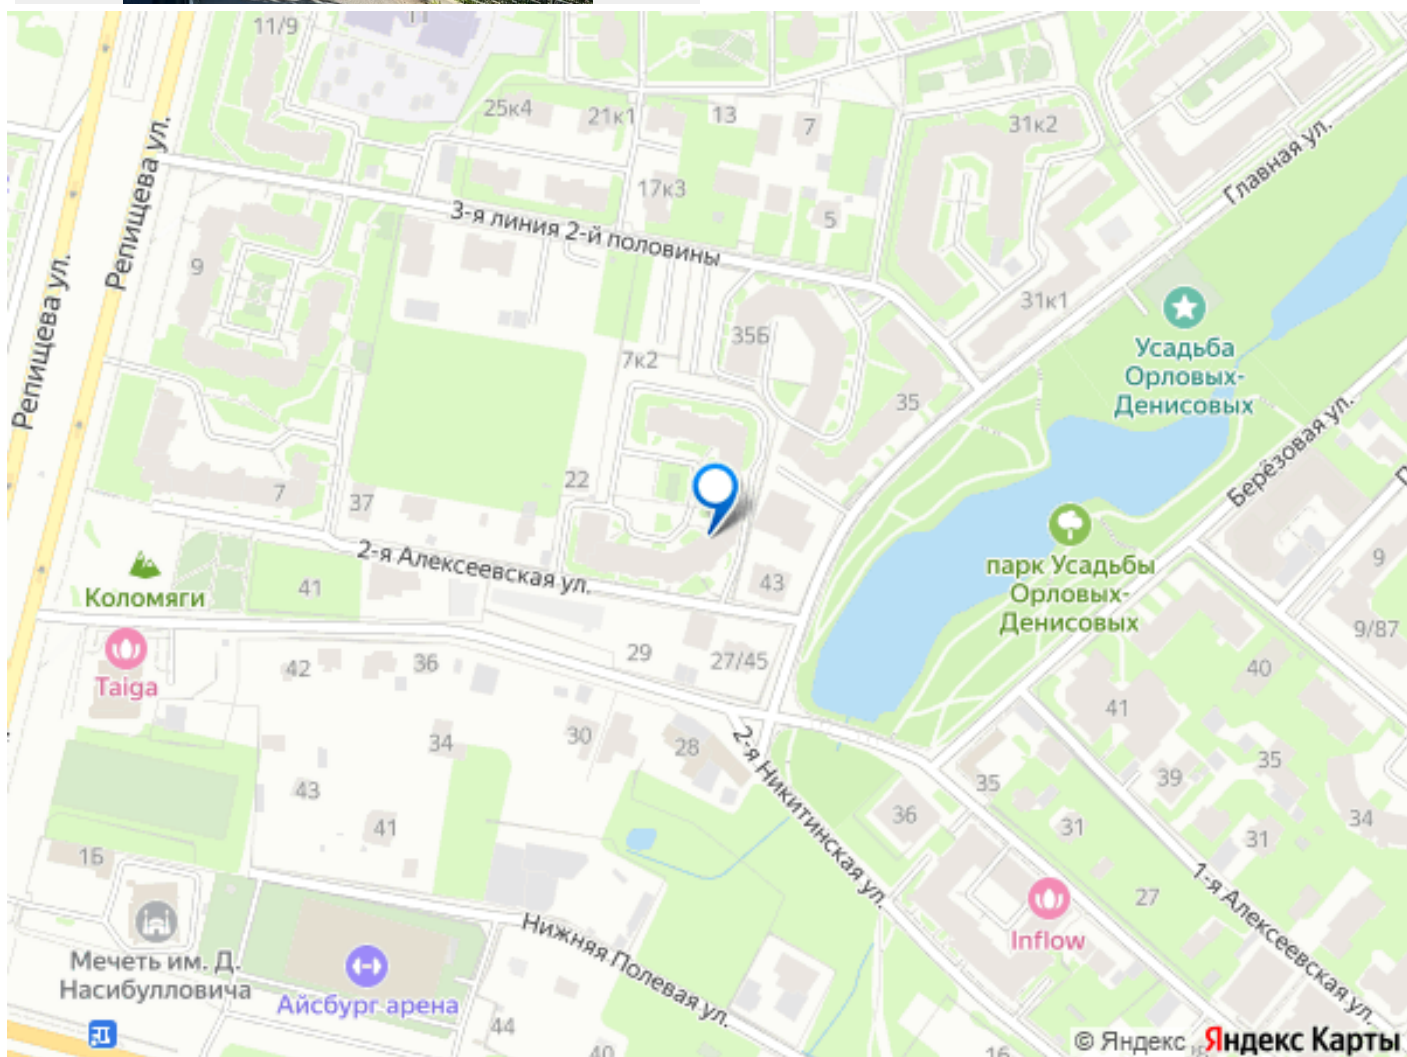 11/9
11
25к4
21к1
13
7
31к2
Главная ул.
Репищева ул.
Репищева ул.
17к3
3-я линия 2-й половины
5
9
31к1
35Б
7к2
35
Усадьба
Орловых-
Денисовых
Берёзовая ул.
22
7
37
2-я Алексеевская ул.
парк Усадьбы
Орловых-
Денисовых
9
Коломяги
41
43
9/87
Taiga
42
36
29
27/45
40
41
34
30
28
2-я Никитинская ул.
35
39
35
43
41
36
31
31
34
1Б
27
1-я Алексеевская ул.
Inflow
Нижняя Полевая ул.
Мечеть им. Д.
Насибулловича
Айсбург арена
44
40
16
© Яндекс Яндекс Карты